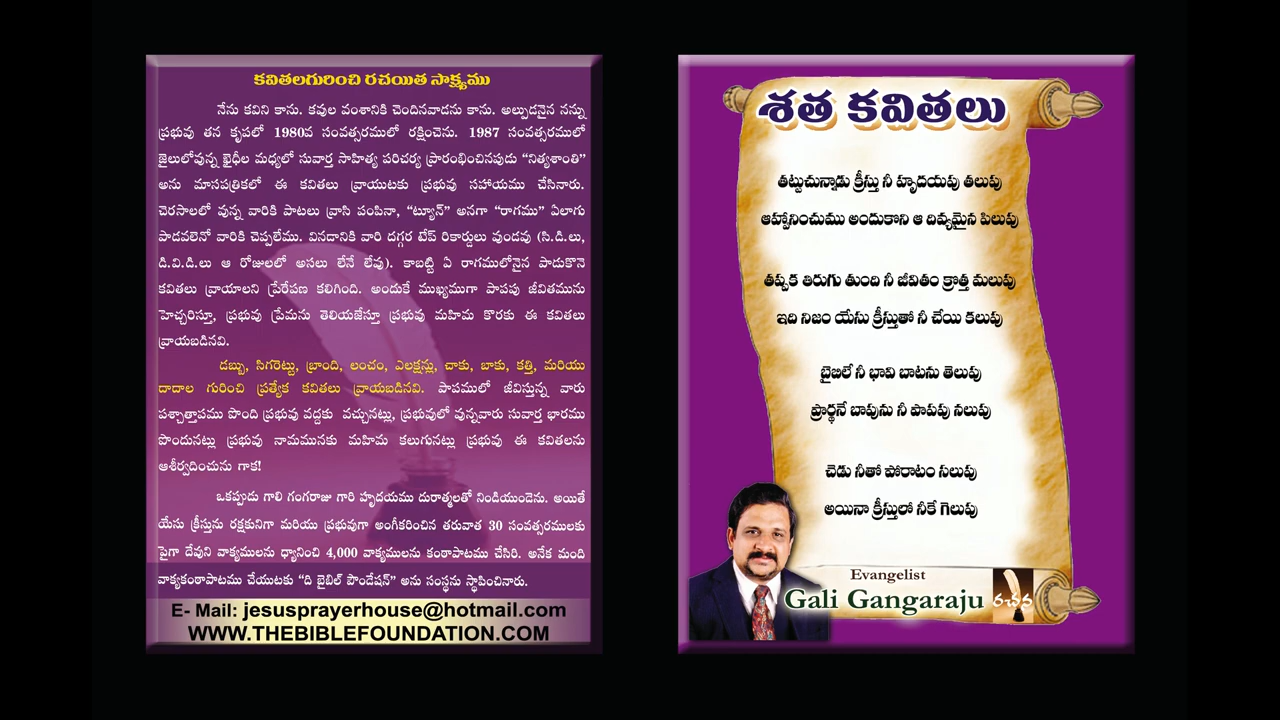 కవితలగురించి రచయిత సాక్ష్యము
నేను కవిని కాను. కవుల వంశానికి చెందినవాడను కాను. అల్పుడనైన నన్ను
ప్రభువు తన కృపలో 1980వ సంవత్సరములో రక్షించెను. 1987 సంవత్సరములో
జైలులోవున్న ఖైదీల మధ్యలో సువార్త సాహిత్య పరిచర్య ప్రారంభించినపుడు “నిత్యశాంతి”
అను మాసపత్రికలో ఈ కవితలు వ్రాయుటకు ప్రభువు సహాయము చేసినారు.
చెరసాలలో వున్న వారికి పాటలు వ్రాసి పంపినా, “ట్యూన్” అనగా “రాగము” ఏలాగు
పాడవలెనో వారికి చెప్పలేము. వినడానికి వారి దగ్గర టేప్ రికార్డులు వుండవు (సి.డి.లు,
డి.వి.డి.లు ఆ రోజులలో అసలు లేనే లేవు). కాబట్టి ఏ రాగములోనైన పాడుకొనె
కవితలు వ్రాయాలని ప్రేరేపణ కలిగింది. అందుకే ముఖ్యముగా పాపపు జీవితమును
హెచ్చరిస్తూ, ప్రభువు ప్రేమను తెలియజేస్తూ ప్రభువు మహిమ కొరకు ఈ కవితలు
వ్రాయబడినవి.
డబ్బు, సిగరెట్టు, బ్రాంది, లంచం, ఎలక్షన్లు, చాకు, బాకు, కత్తి, మరియు
దాదాల గురించి ప్రత్యేక కవితలు వ్రాయబడినవి. పాపములో జీవిస్తున్న వారు
పశ్చాత్తాపము పొంది ప్రభువు వద్దకు వచ్చునట్లు, ప్రభువులో వున్నవారు సువార్త భారము
పొందునట్లు ప్రభువు నామమునకు మహిమ కలుగునట్లు ప్రభువు ఈ కవితలను
ఆశీర్వదించును గాక!
ఒకప్పుడు గాలి గంగరాజు గారి హృదయము దురాత్మలతో నిండియుండెను. అయితే
యేసు క్రీస్తును రక్షకునిగా మరియు ప్రభువుగా అంగీకరించిన తరువాత 30 సంవత్సరములకు
పైగా దేవుని వాక్యములను ధ్యానించి 4,000 వాక్యములను కంఠాపాటము చేసిరి. అనేక మంది
వాక్యకంఠాపాటము చేయుటకు “ది బైబిల్ ఫౌండేషన్” అను సంస్థను స్థాపించినారు.
E- Mail: jesusprayerhouse@hotmail.com
WWW.THEBIBLEFOUNDATION.COM
శత కవితలు
తట్టుచున్నాడు క్రీస్తు నీ హృదయపు తలుపు
ఆహ్వానించుము అందుకొని ఆ దివ్యమైన పిలుపు
తప్పక తిరుగు తుంది నీ జీవితం క్రొత్త మలుపు
ఇది నిజం యేసు క్రీస్తుతో నీ చేయి కలుపు
బైబిలే నీ భావి బాటను తెలుపు
ప్రార్థనే బాపును నీ పాపపు నలుపు
చెడు నీతో పోరాటం సలుపు
అయినా క్రీస్తులో నీకే గెలుపు
Evangelist
Gali Gangaraju
రచన